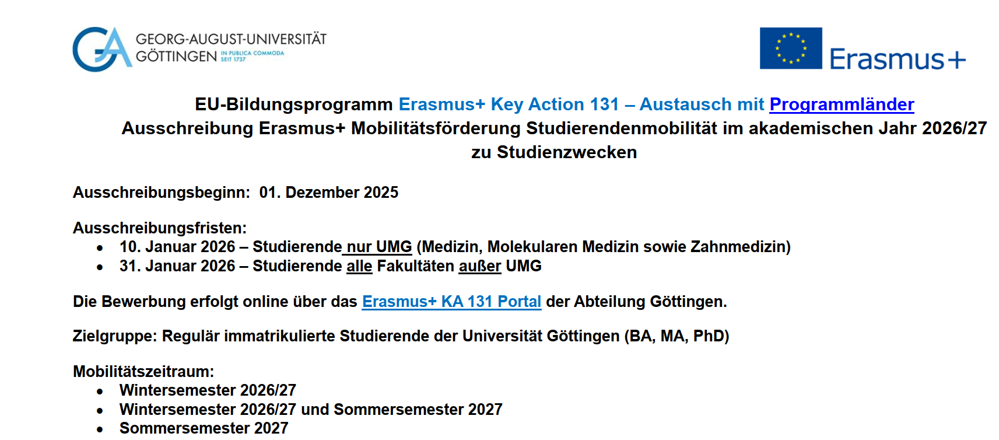 GEORG-AUGUST-UNIVERSITÄT
GÖTTINGEN IN PUBLICA COMMODA
SEIT 1737
Erasmus+
EU-Bildungsprogramm Erasmus+ Key Action 131 – Austausch mit Programmländer
Ausschreibung Erasmus+ Mobilitätsförderung Studierendenmobilität im akademischen Jahr 2026/27
zu Studienzwecken
Ausschreibungsbeginn: 01. Dezember 2025
Ausschreibungsfristen:
• 10. Januar 2026 – Studierende nur UMG (Medizin, Molekularen Medizin sowie Zahnmedizin)
• 31. Januar 2026 – Studierende alle Fakultäten außer UMG
Die Bewerbung erfolgt online über das Erasmus+ KA 131 Portal der Abteilung Göttingen.
Zielgruppe: Regulär immatrikulierte Studierende der Universität Göttingen (BA, MA, PhD)
Mobilitätszeitraum:
• Wintersemester 2026/27
• Wintersemester 2026/27 und Sommersemester 2027
• Sommersemester 2027